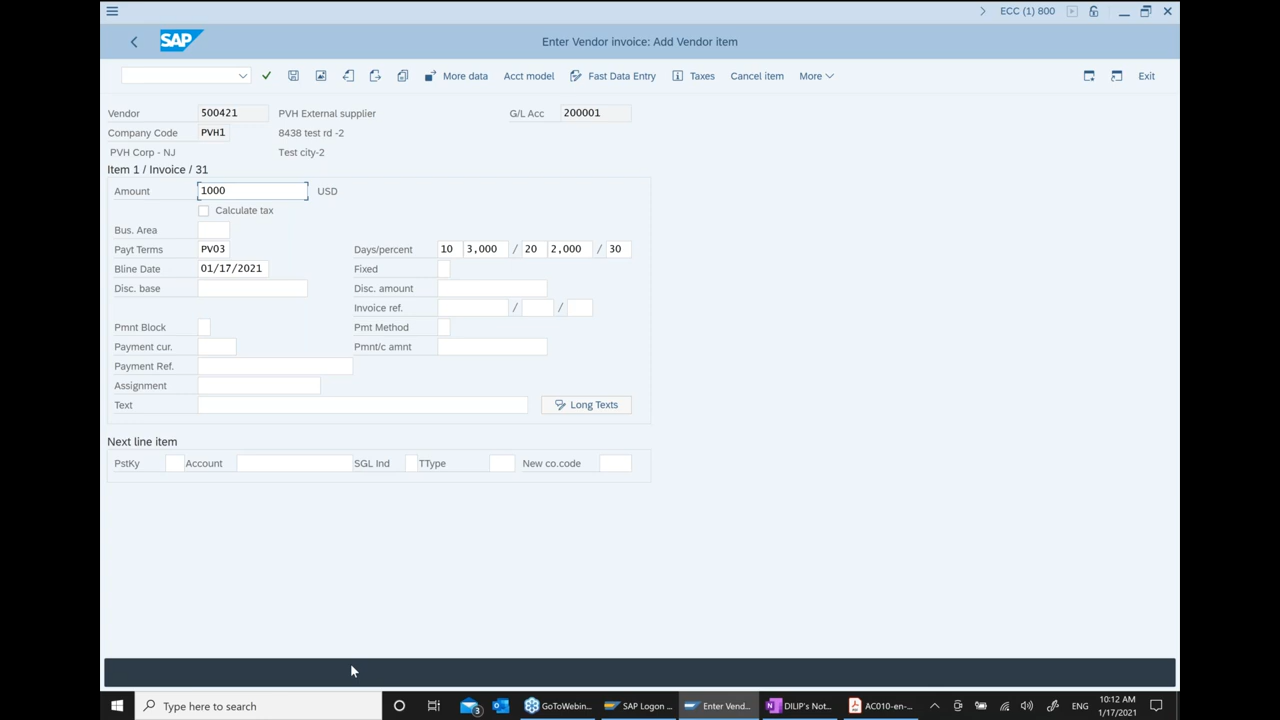 ECC (1) 800
SAP Enter Vendor invoice: Add Vendor item
More data Acct model Fast Data Entry Taxes Cancel item More Exit
Vendor 500421 PVH External supplier G/L Acc 200001
Company Code PVH1 8438 test rd -2
PVH Corp - NJ Test city-2
Item 1 / Invoice / 31
Amount 1000 USD
Calculate tax
Bus. Area
Payt Terms PV03 Days/percent 10 3,000 / 20 2,000 / 30
Bline Date 01/17/2021 Fixed
Disc. base Disc. amount
Invoice ref. / /
Pmnt Block Pmt Method
Payment cur. Pmnt/c amnt
Payment Ref.
Assignment
Text Long Texts
Next line item
PstKy Account SGL Ind TType New co.code
Type here to search 3 GoToWebin... SAP Logon ... Enter Vend... DILIP's Not... AC010-en-... ENG 10:12 AM
1/17/2021